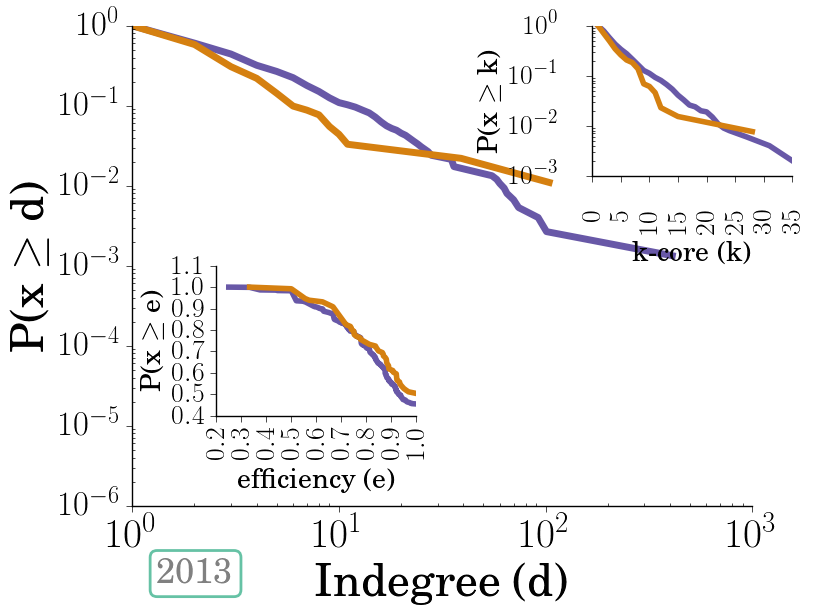 10^0
10^-1
10^-2
10^-3
10^-4
10^-5
10^-6
P(x ≥ d)
10^0 10^1 10^2 10^3
Indegree (d)
2013
10^0
10^-1
10^-2
10^-3
P(x ≥ k)
0 5 10 15 20 25 30 35
k-core (k)
1.1
1.0
0.9
0.8
0.7
0.6
0.5
0.4
P(x ≥ e)
0.2 0.3 0.4 0.5 0.6 0.7 0.8 0.9 1.0
efficiency (e)